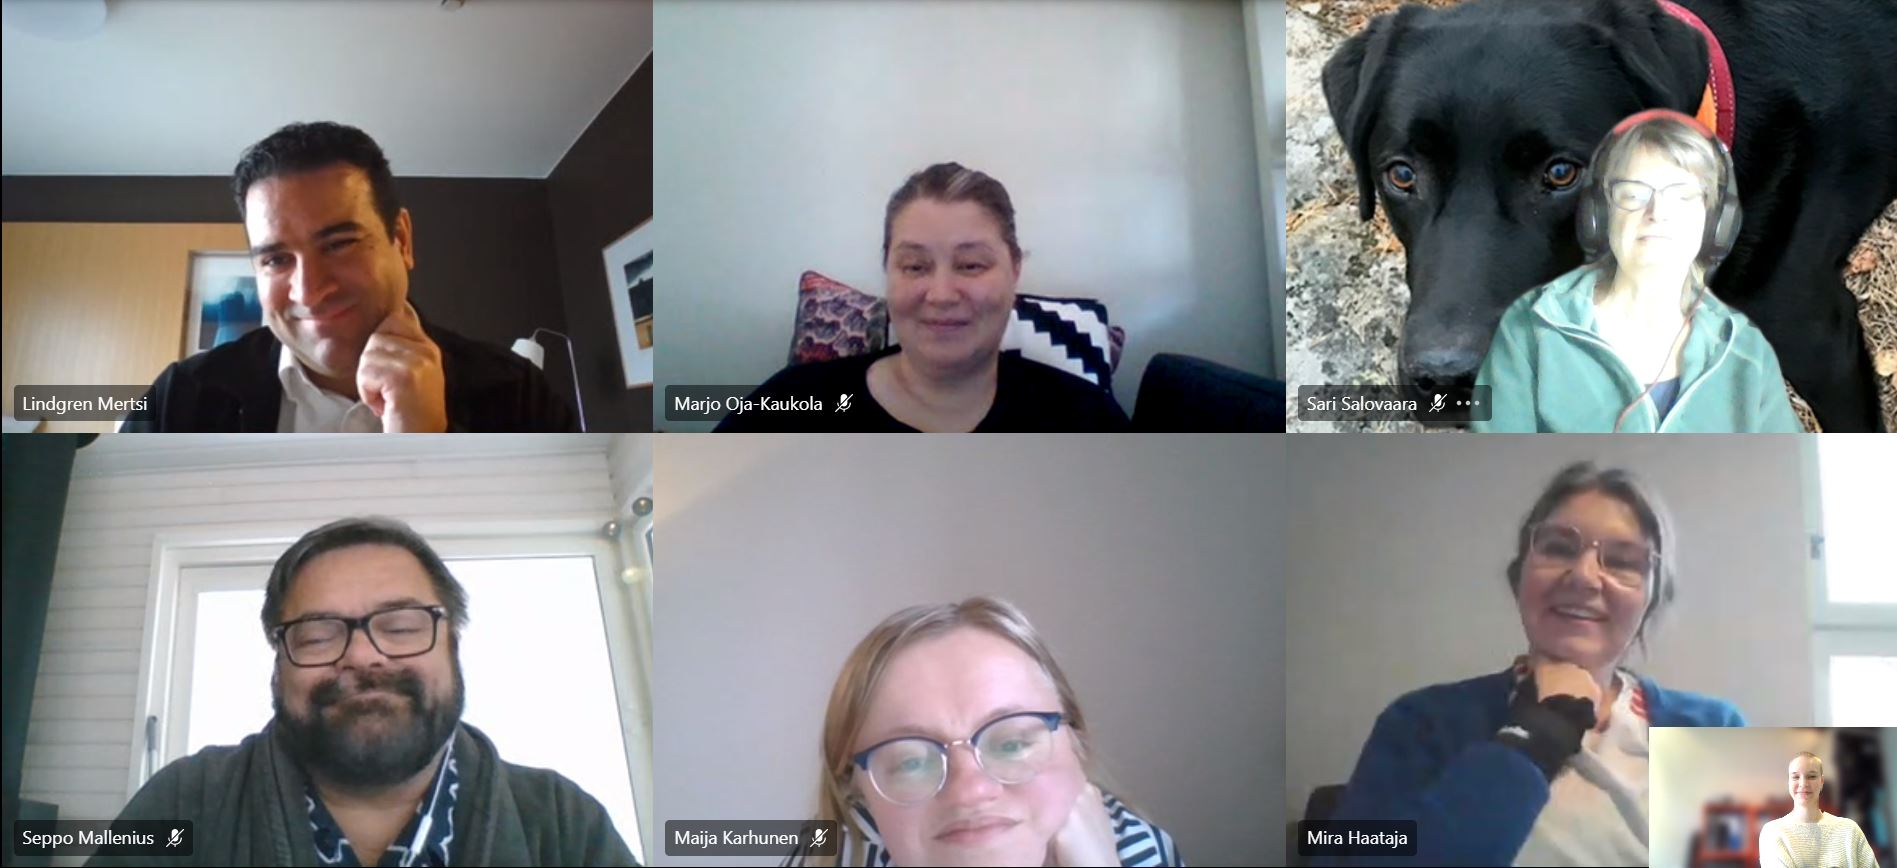 Lindgren Mertsi
Marjo Oja-Kaukola
Sari Salovaara
Seppo Mallenius
Maija Karhunen
Mira Haataja